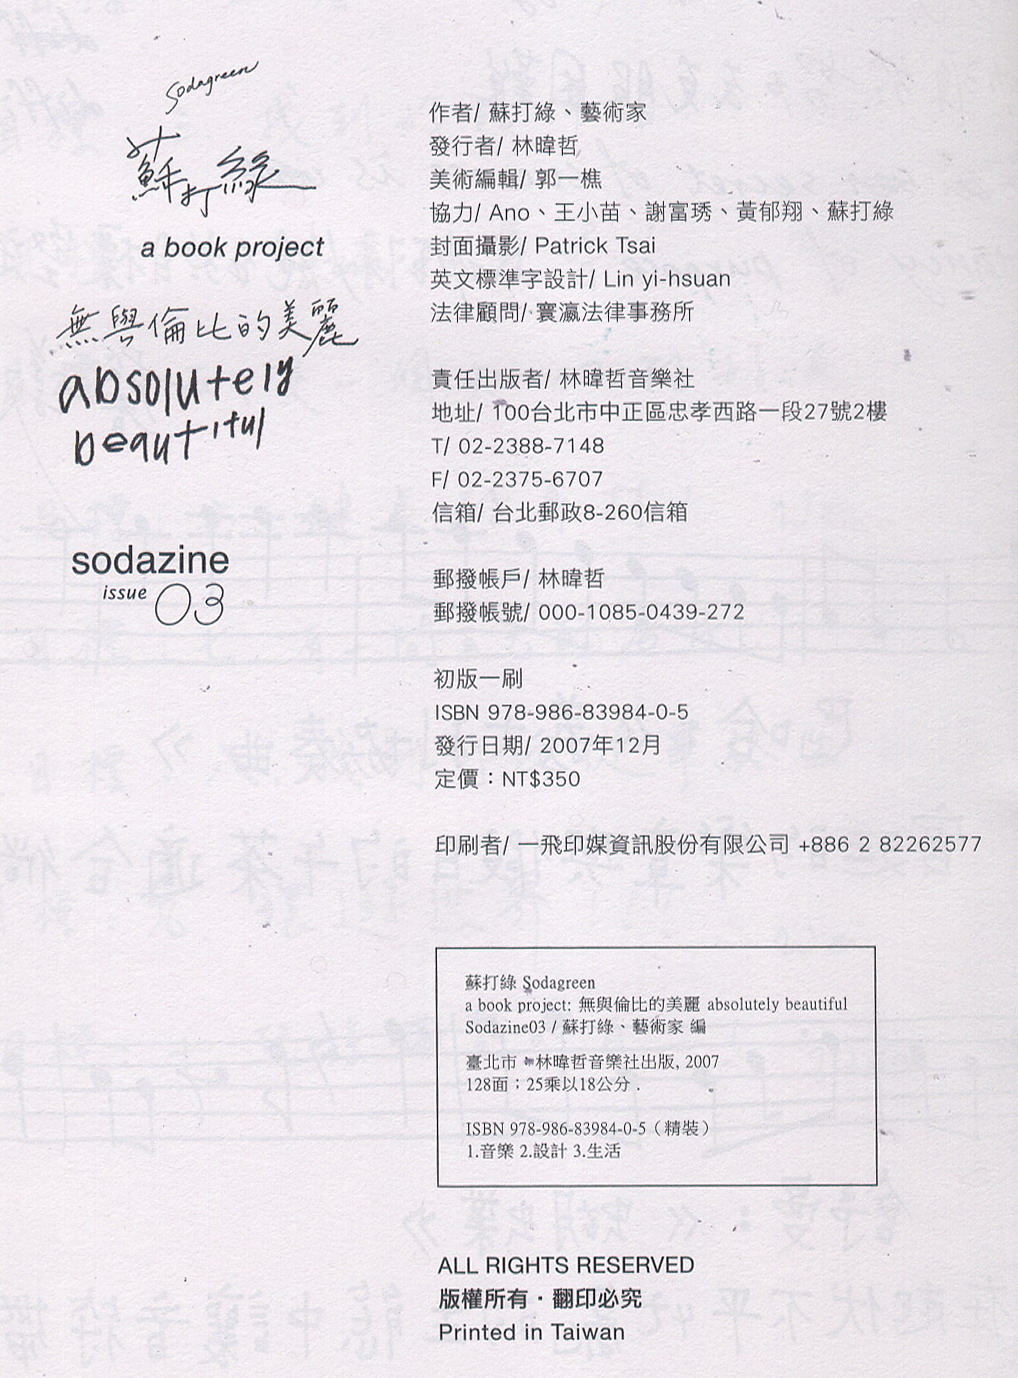 Sodagreen
蘇打綠
a book project
無與倫比的美麗
absolutely
beautiful
sodazine
issue 03
作者/ 蘇打綠、藝術家
發行者/ 林暐哲
美術編輯/ 郭一樵
協力/ Ano、王小苗、謝富琇、黃郁翔、蘇打綠
封面攝影/ Patrick Tsai
英文標準字設計/ Lin yi-hsuan
法律顧問/ 寰瀛法律事務所
責任出版者/ 林暐哲音樂社
地址/ 100台北市中正區忠孝西路一段27號2樓
T/ 02-2388-7148
F/ 02-2375-6707
信箱/ 台北郵政8-260信箱
郵撥帳戶/ 林暐哲
郵撥帳號/ 000-1085-0439-272
初版一刷
ISBN 978-986-83984-0-5
發行日期/ 2007年12月
定價：NT$350
印刷者/ 一飛印媒資訊股份有限公司 +886 2 82262577
蘇打綠 Sodagreen
a book project: 無與倫比的美麗 absolutely beautiful
Sodazine03 / 蘇打綠、藝術家 編
臺北市 林暐哲音樂社出版, 2007
128面；25乘以18公分 .
ISBN 978-986-83984-0-5（精裝）
1.音樂 2.設計 3.生活
ALL RIGHTS RESERVED
版權所有‧翻印必究
Printed in Taiwan